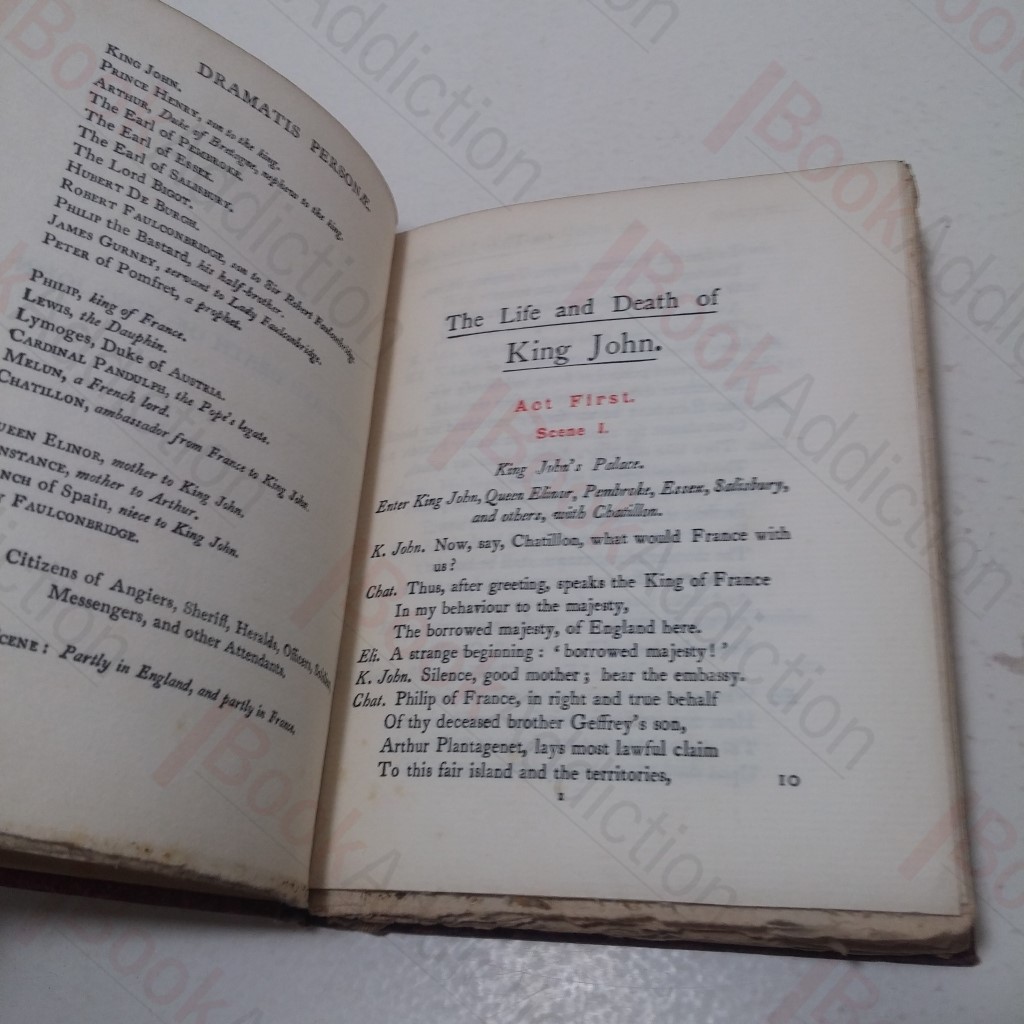 DRAMATIS PERSONÆ.
KING JOHN.
PRINCE HENRY, son to the king.
ARTHUR, Duke of Bretagne, nephew to the king.
The Earl of PEMBROKE.
The Earl of ESSEX.
The Earl of SALISBURY.
The Lord BIGOT.
HUBERT DE BURGH.
ROBERT FAULCONBRIDGE, son to Sir Robert Faulconbridge.
PHILIP the Bastard, his half-brother.
JAMES GURNEY, servant to Lady Faulconbridge.
PETER of Pomfret, a prophet.
PHILIP, king of France.
LEWIS, the Dauphin.
Lymoges, Duke of AUSTRIA.
CARDINAL PANDULPH, the Pope's legate.
MELUN, a French lord.
CHATILLON, ambassador from France to King John.
UEEN ELINOR, mother to King John.
NSTANCE, mother to Arthur.
NCH of Spain, niece to King John.
FAULCONBRIDGE.
Citizens of Angiers, Sheriff, Heralds, Officers,
Messengers, and other Attendants.
SCENE: Partly in England, and partly in France.
The Life and Death of
King John.
Act First.
Scene I.
King John's Palace.
Enter King John, Queen Elinor, Pembroke, Essex, Salisbury,
and others, with Chatillon.
K. John. Now, say, Chatillon, what would France with
us?
Chat. Thus, after greeting, speaks the King of France
In my behaviour to the majesty,
The borrowed majesty, of England here.
Eli. A strange beginning: 'borrowed majesty!'
K. John. Silence, good mother; hear the embassy.
Chat. Philip of France, in right and true behalf
Of thy deceased brother Geffrey's son,
Arthur Plantagenet, lays most lawful claim
To this fair island and the territories, 10
1
BookAddiction